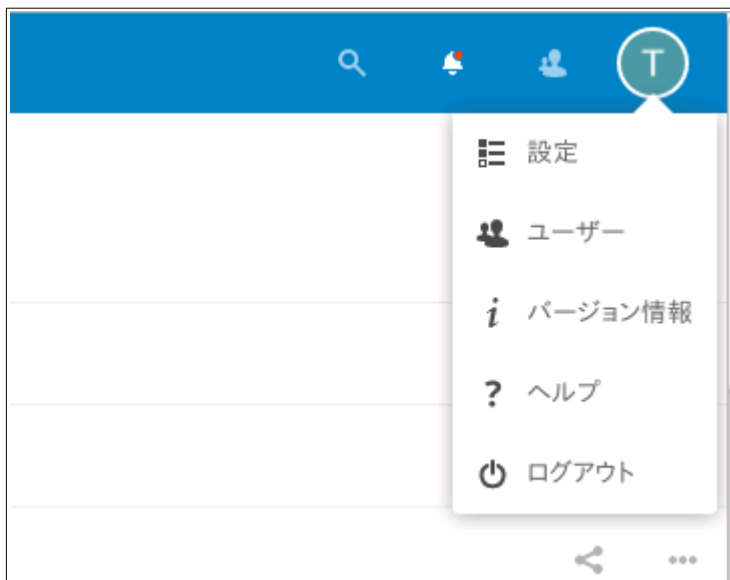 T
設定
ユーザー
バージョン情報
ヘルプ
ログアウト